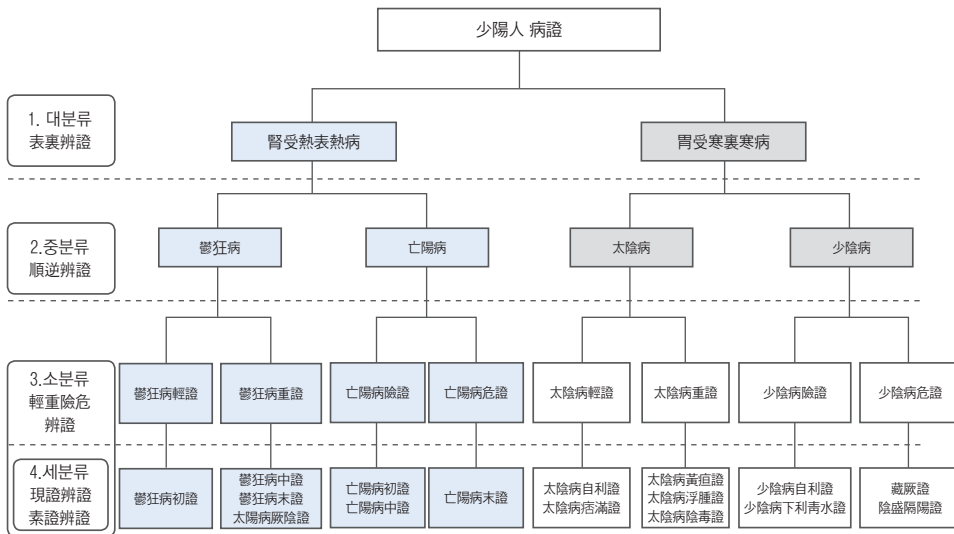 少陽人 病證
1. 대분류
表裏辨證
腎受熱表熱病
胃受寒裏寒病
2.중분류
順逆辨證
鬱狂病
亡陽病
太陰病
少陰病
3.소분류
輕重險危
辨證
鬱狂病輕證
鬱狂病重證
亡陽病險證
亡陽病危證
太陰病輕證
太陰病重證
少陰病險證
少陰病危證
4.세분류
現證辨證
素證辨證
鬱狂病初證
鬱狂病中證
鬱狂病末證
太陽病厥陰證
亡陽病初證
亡陽病中證
亡陽病末證
太陰病自利證
太陰病痞滿證
太陰病黃疸證
太陰病浮腫證
太陰病陰毒證
少陰病自利證
少陰病下利靑水證
藏厥證
陰盛隔陽證